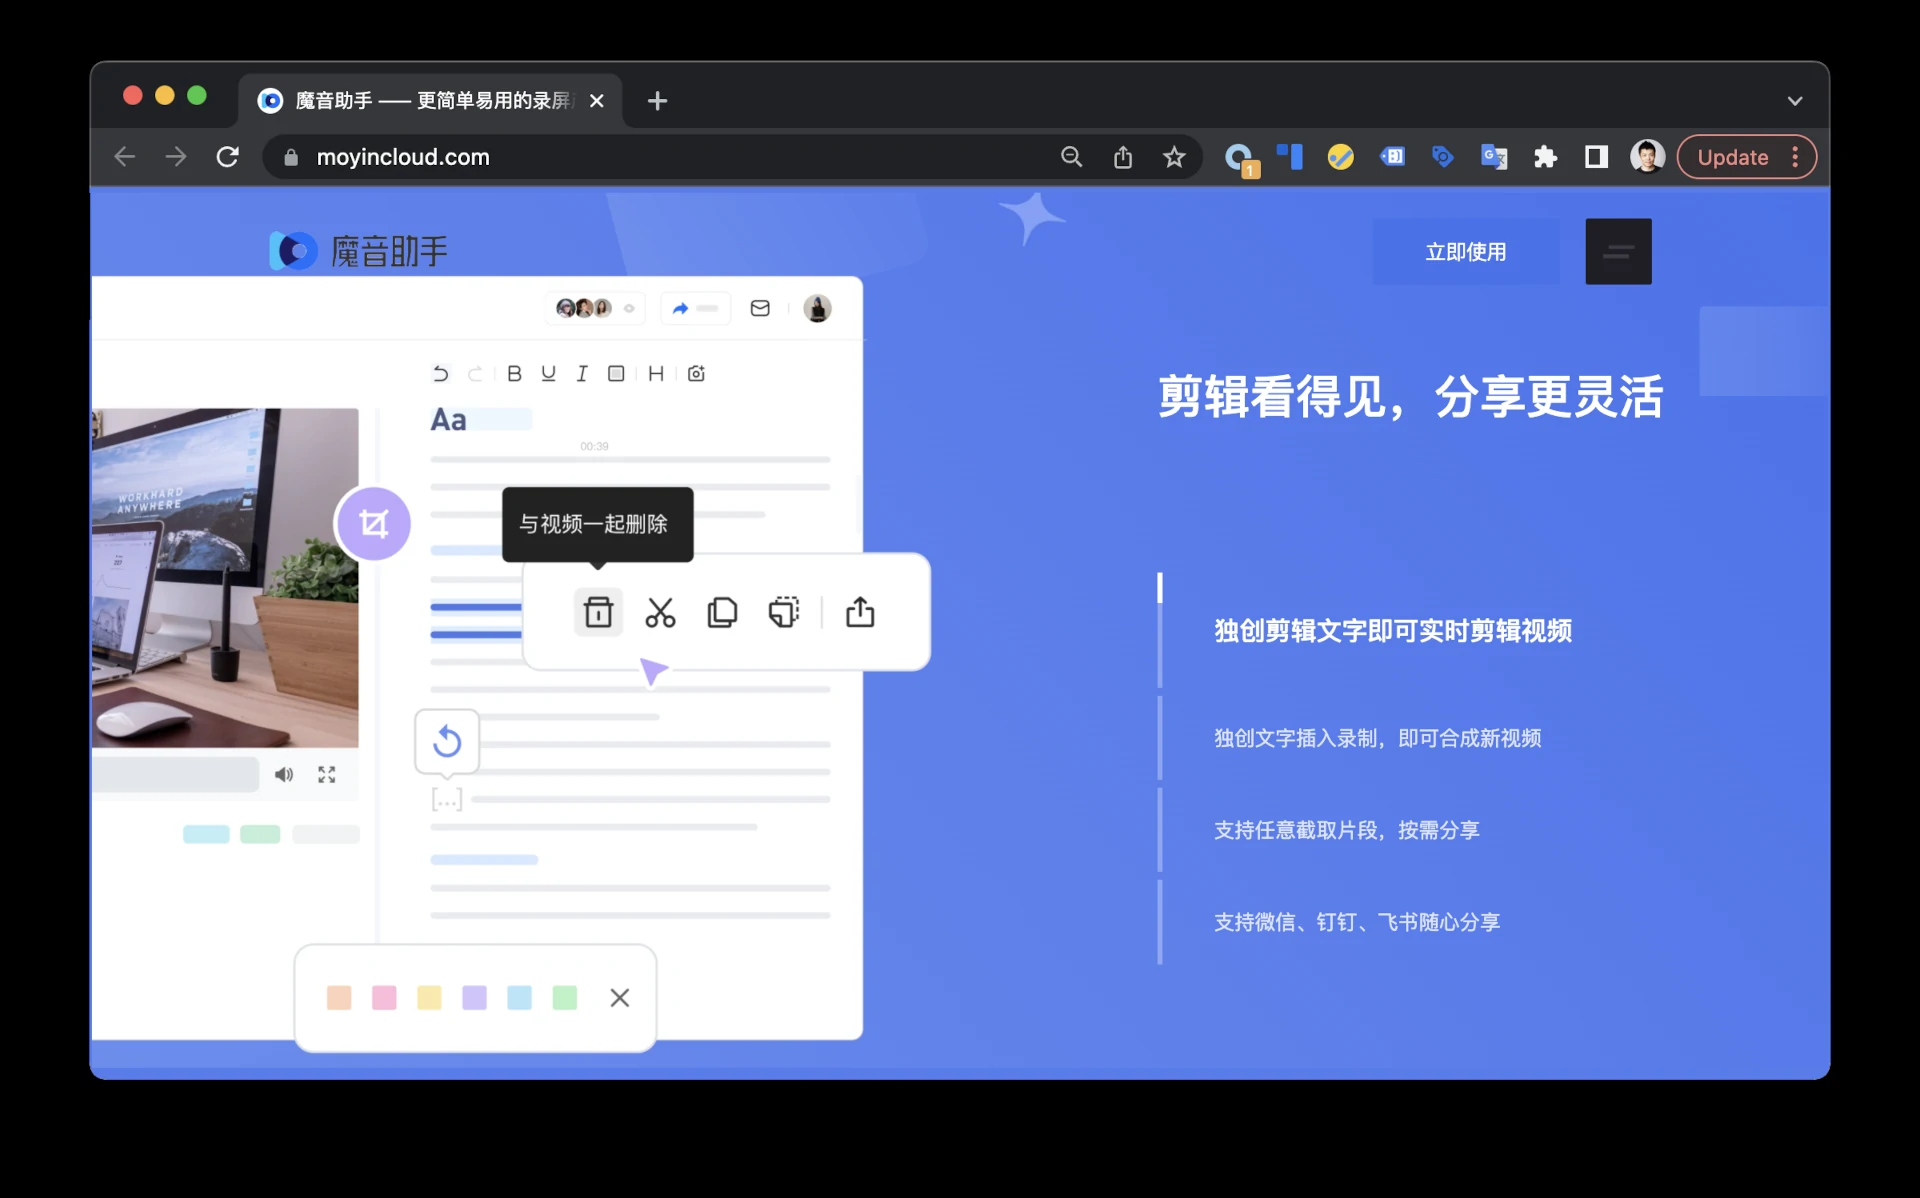 魔音助手 —— 更简单易用的录屏
moyincloud.com
1
Update
魔音助手
立即使用
B U I H
Aa
00:39
WORKHARD
ANYWHERE
与视频一起删除
[...]
剪辑看得见，分享更灵活
独创剪辑文字即可实时剪辑视频
独创文字插入录制，即可合成新视频
支持任意截取片段，按需分享
支持微信、钉钉、飞书随心分享